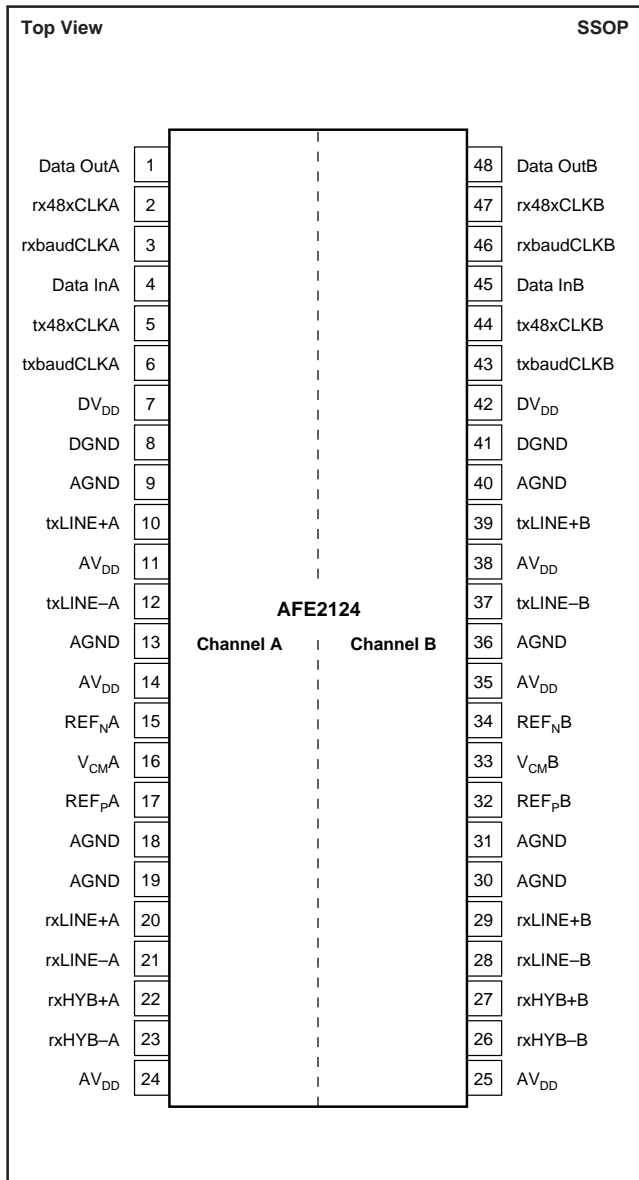 Top View SSOP
Data OutA 1 48 Data OutB
rx48xCLKA 2 47 rx48xCLKB
rxbaudCLKA 3 46 rxbaudCLKB
Data InA 4 45 Data InB
tx48xCLKA 5 44 tx48xCLKB
txbaudCLKA 6 43 txbaudCLKB
DVDD 7 42 DVDD
DGND 8 41 DGND
AGND 9 40 AGND
txLINE+A 10 39 txLINE+B
AVDD 11 38 AVDD
txLINE–A 12 37 txLINE–B
AFE2124
AGND 13 Channel A Channel B 36 AGND
AVDD 14 35 AVDD
REFNA 15 34 REFNB
VCMA 16 33 VCMB
REFPA 17 32 REFPB
AGND 18 31 AGND
AGND 19 30 AGND
rxLINE+A 20 29 rxLINE+B
rxLINE–A 21 28 rxLINE–B
rxHYB+A 22 27 rxHYB+B
rxHYB–A 23 26 rxHYB–B
AVDD 24 25 AVDD